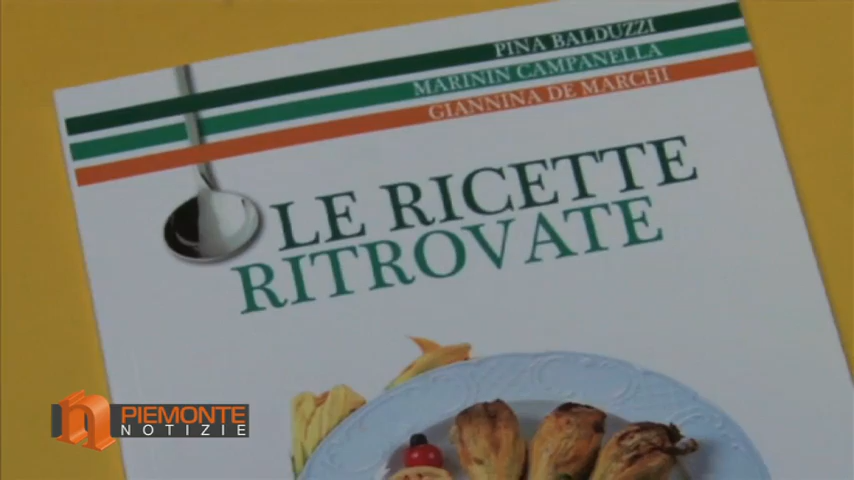 PINA BALDUZZI
MARININ CAMPANELLA
GIANNINA DE MARCHI
LE RICETTE
RITROVATE
n PIEMONTE
NOTIZIE